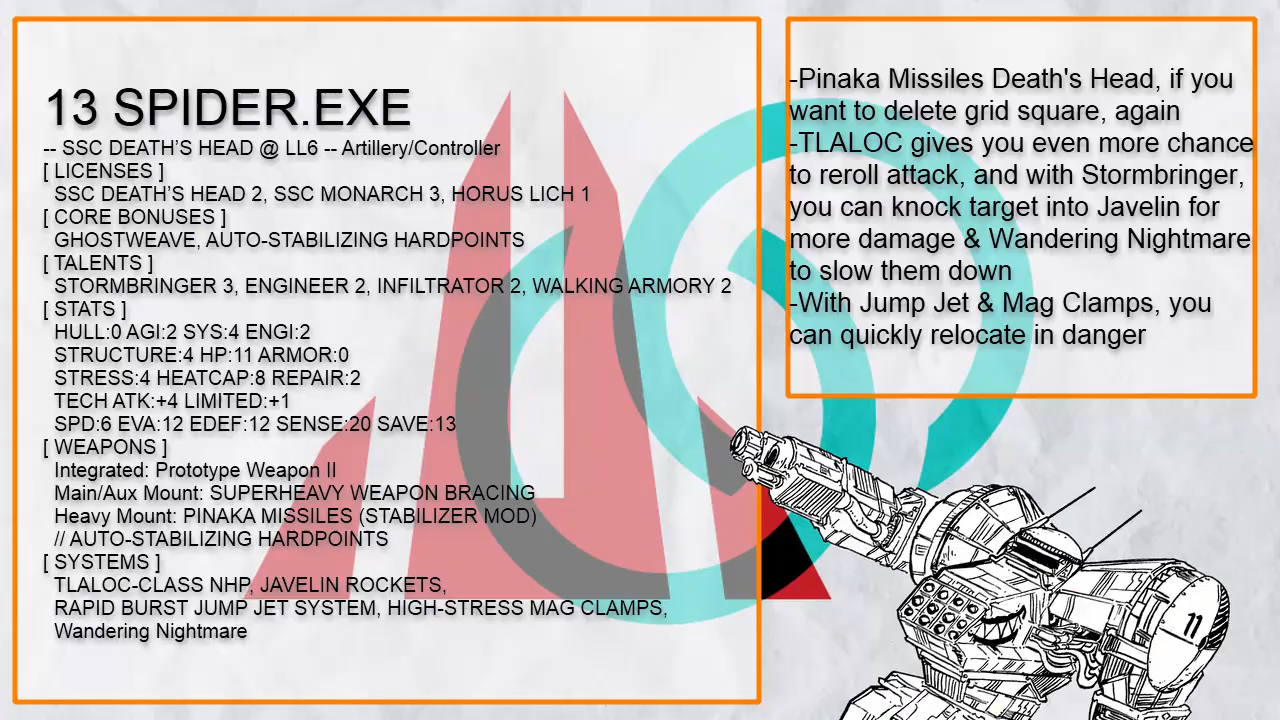 13 SPIDER.EXE
-- SSC DEATH’S HEAD @ LL6 -- Artillery/Controller
[ LICENSES ]
SSC DEATH’S HEAD 2, SSC MONARCH 3, HORUS LICH 1
[ CORE BONUSES ]
GHOSTWEAVE, AUTO-STABILIZING HARDPOINTS
[ TALENTS ]
STORMBRINGER 3, ENGINEER 2, INFILTRATOR 2, WALKING ARMORY 2
[ STATS ]
HULL:0 AGI:2 SYS:4 ENGI:2
STRUCTURE:4 HP:11 ARMOR:0
STRESS:4 HEATCAP:8 REPAIR:2
TECH ATK:+4 LIMITED:+1
SPD:6 EVA:12 EDEF:12 SENSE:20 SAVE:13
[ WEAPONS ]
Integrated: Prototype Weapon II
Main/Aux Mount: SUPERHEAVY WEAPON BRACING
Heavy Mount: PINAKA MISSILES (STABILIZER MOD)
// AUTO-STABILIZING HARDPOINTS
[ SYSTEMS ]
TLALOC-CLASS NHP, JAVELIN ROCKETS,
RAPID BURST JUMP JET SYSTEM, HIGH-STRESS MAG CLAMPS,
Wandering Nightmare
-Pinaka Missiles Death's Head, if you
want to delete grid square, again
-TLALOC gives you even more chance
to reroll attack, and with Stormbringer,
you can knock target into Javelin for
more damage & Wandering Nightmare
to slow them down
-With Jump Jet & Mag Clamps, you
can quickly relocate in danger
11